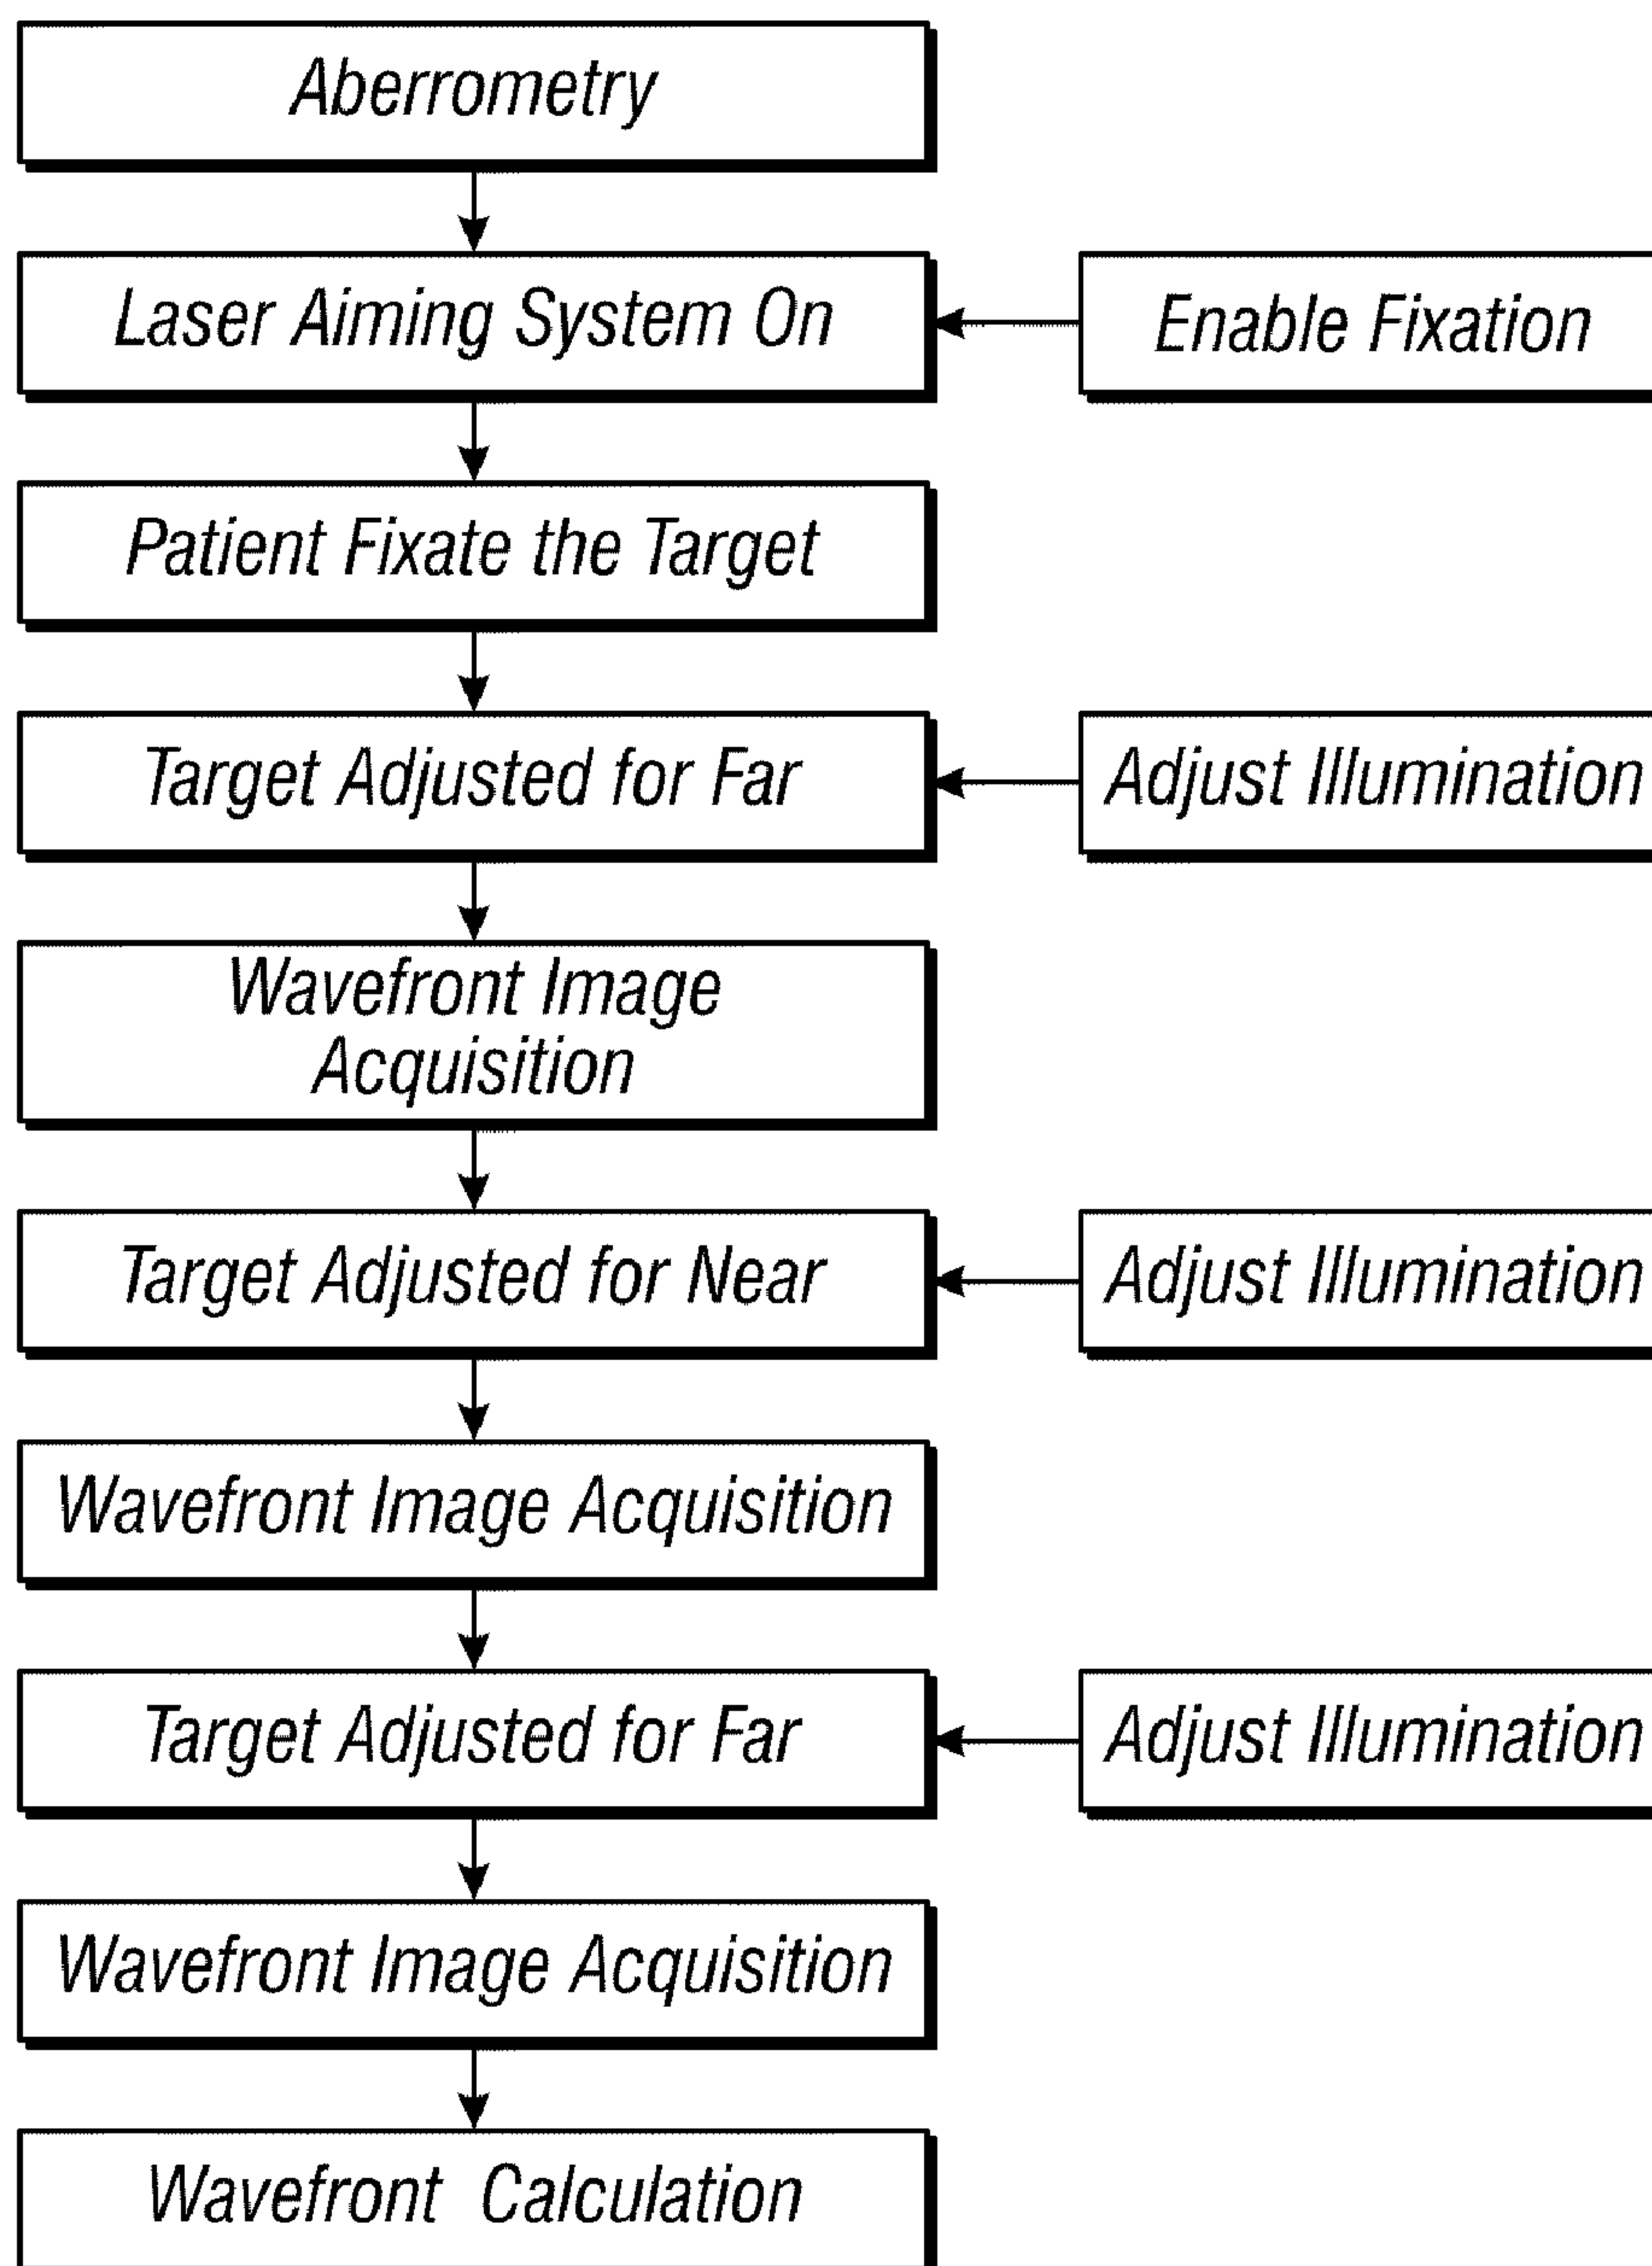 Aberrometry
Laser Aiming System On
Enable Fixation
Patient Fixate the Target
Target Adjusted for Far
Adjust Illumination
Wavefront Image
Acquisition
Target Adjusted for Near
Adjust Illumination
Wavefront Image Acquisition
Target Adjusted for Far
Adjust Illumination
Wavefront Image Acquisition
Wavefront Calculation